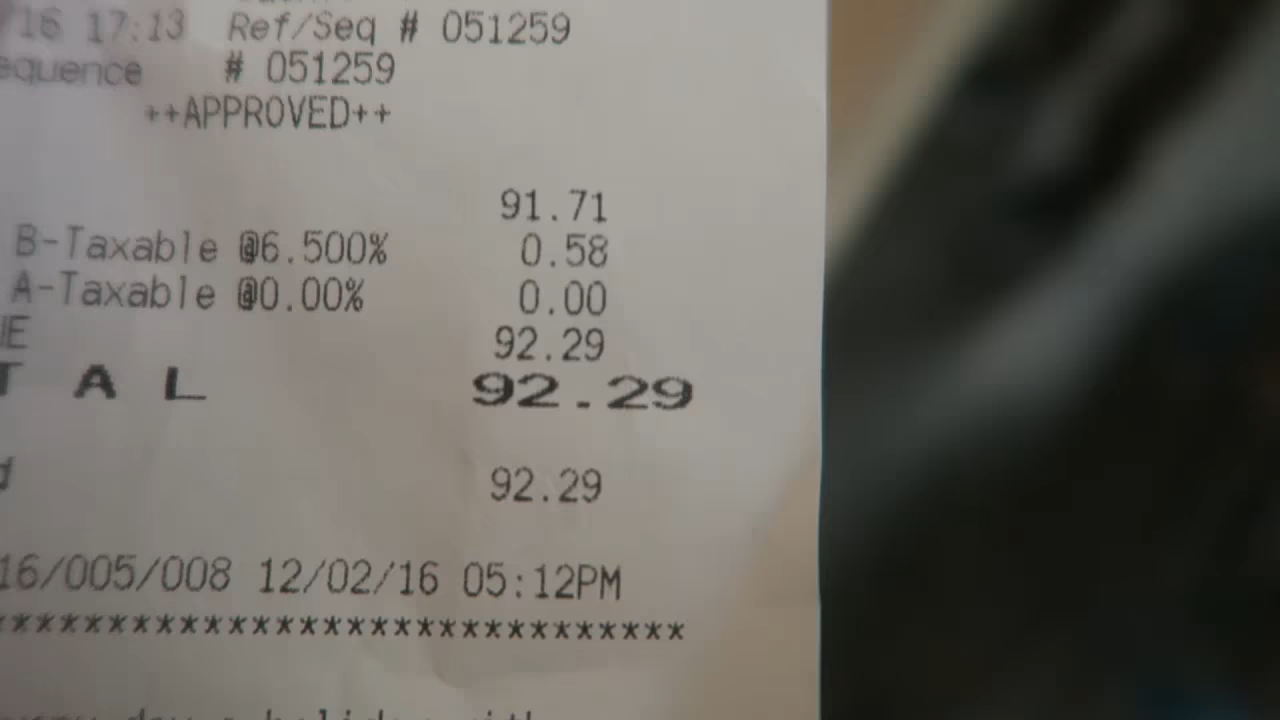 16 17:13 Ref/Seq # 051259
equence # 051259
++APPROVED++
91.71
B-Taxable @6.500% 0.58
A-Taxable @0.00% 0.00
92.29
T A L 92.29
92.29
16/005/008 12/02/16 05:12PM
*****************************